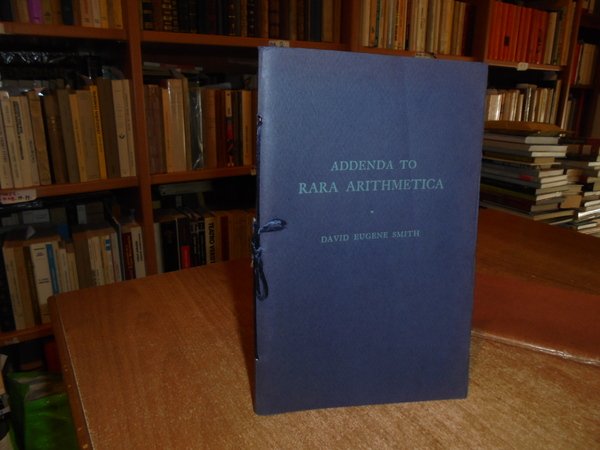 ADDENDA TO
RARA ARITHMETICA
DAVID EUGENE SMITH